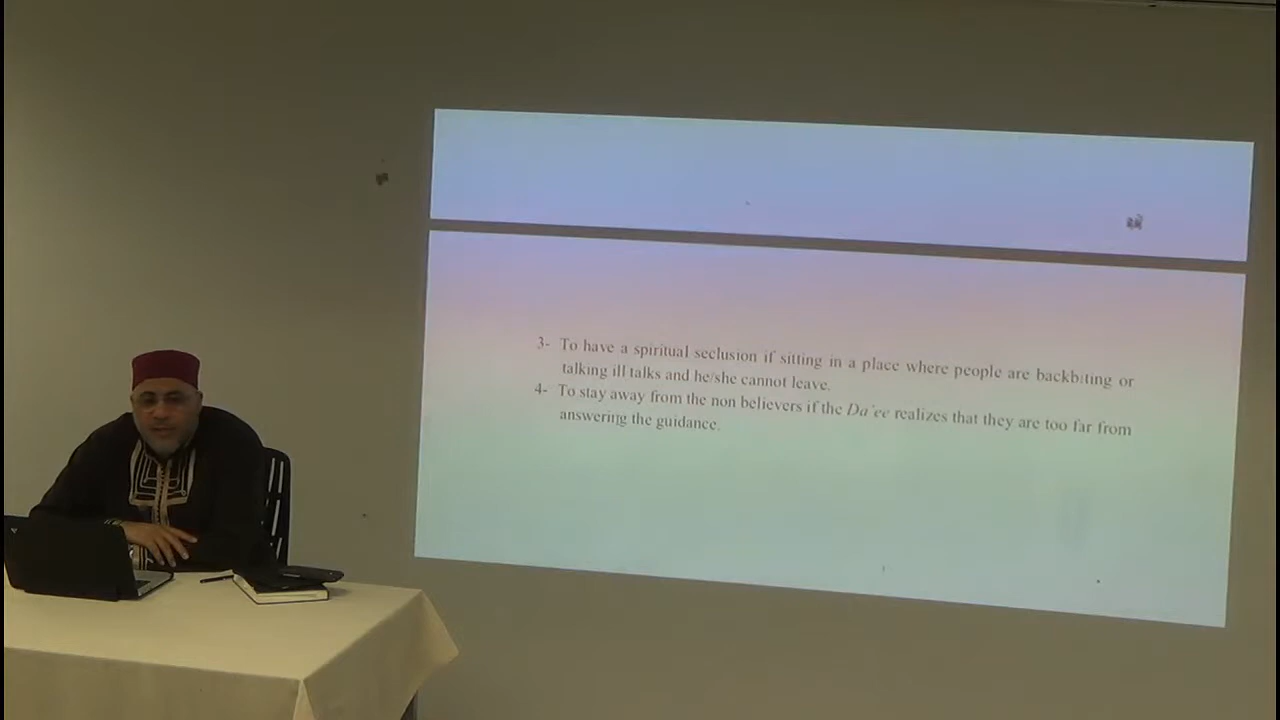 3- To have a spiritual seclusion if sitting in a place where people are backbiting or
talking ill talks and he/she cannot leave.
4- To stay away from the non believers if the Da'ee realizes that they are too far from
answering the guidance.